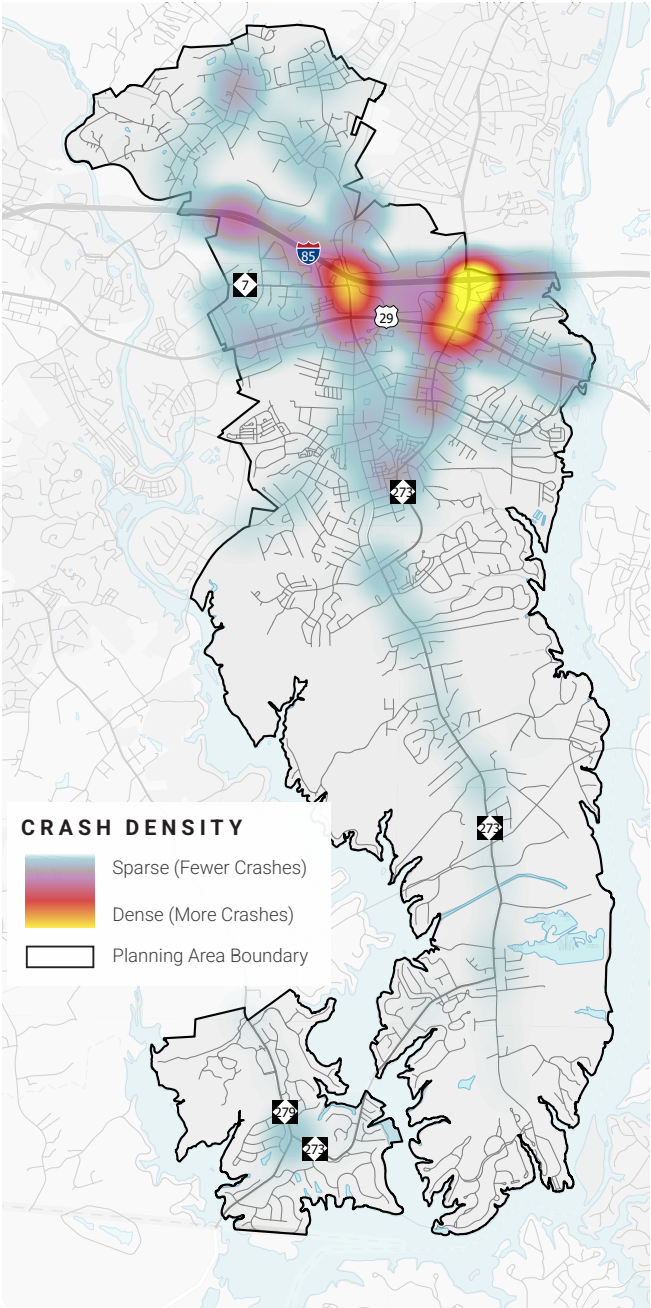 85
7
29
273
273
CRASH DENSITY
Sparse (Fewer Crashes)
Dense (More Crashes)
Planning Area Boundary
279
273